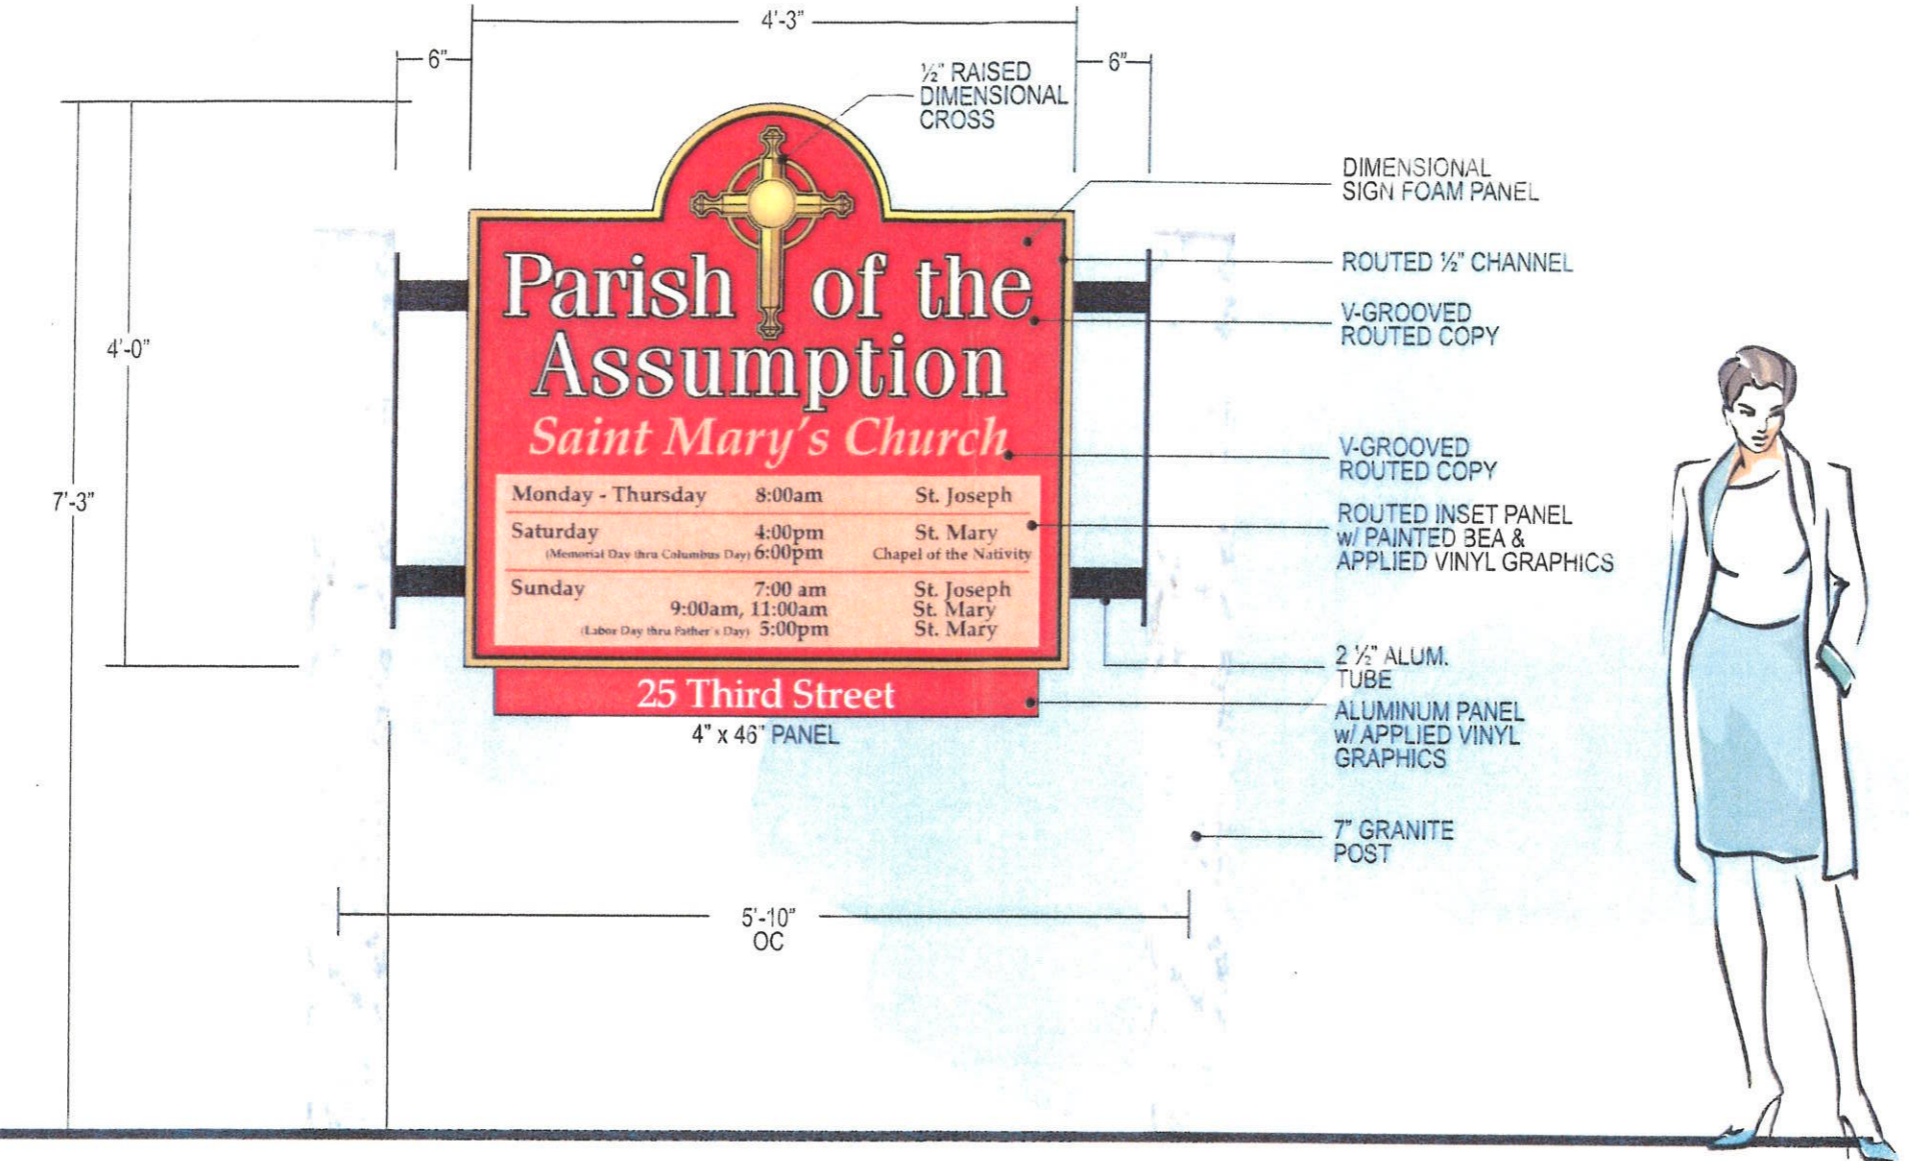 4'-3"
6"
6"
½" RAISED
DIMENSIONAL
CROSS
DIMENSIONAL
SIGN FOAM PANEL
ROUTED ½" CHANNEL
V-GROOVED
ROUTED COPY
4'-0"
7'-3"
Parish of the
Assumption
Saint Mary's Church
Monday - Thursday 8:00am St. Joseph
Saturday 4:00pm St. Mary
(Memorial Day thru Columbus Day) 6:00pm Chapel of the Nativity
Sunday 7:00 am St. Joseph
9:00am, 11:00am St. Mary
(Labor Day thru Father's Day) 5:00pm St. Mary
25 Third Street
4" x 46" PANEL
V-GROOVED
ROUTED COPY
ROUTED INSET PANEL
w/ PAINTED BEA &
APPLIED VINYL GRAPHICS
2 ½" ALUM.
TUBE
ALUMINUM PANEL
w/ APPLIED VINYL
GRAPHICS
7" GRANITE
POST
5'-10"
OC